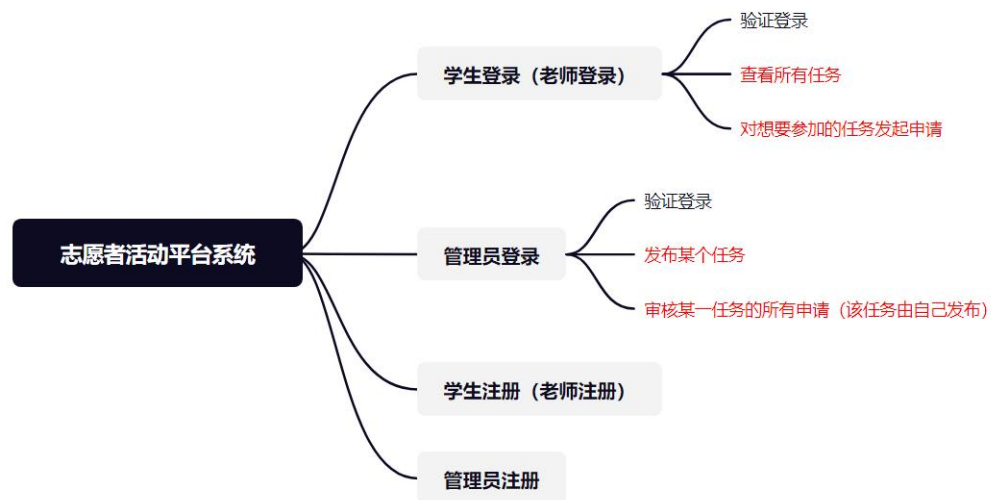 志愿者活动平台系统
学生登录（老师登录）
验证登录
查看所有任务
对想要参加的任务发起申请
管理员登录
验证登录
发布某个任务
审核某一任务的所有申请（该任务由自己发布）
学生注册（老师注册）
管理员注册